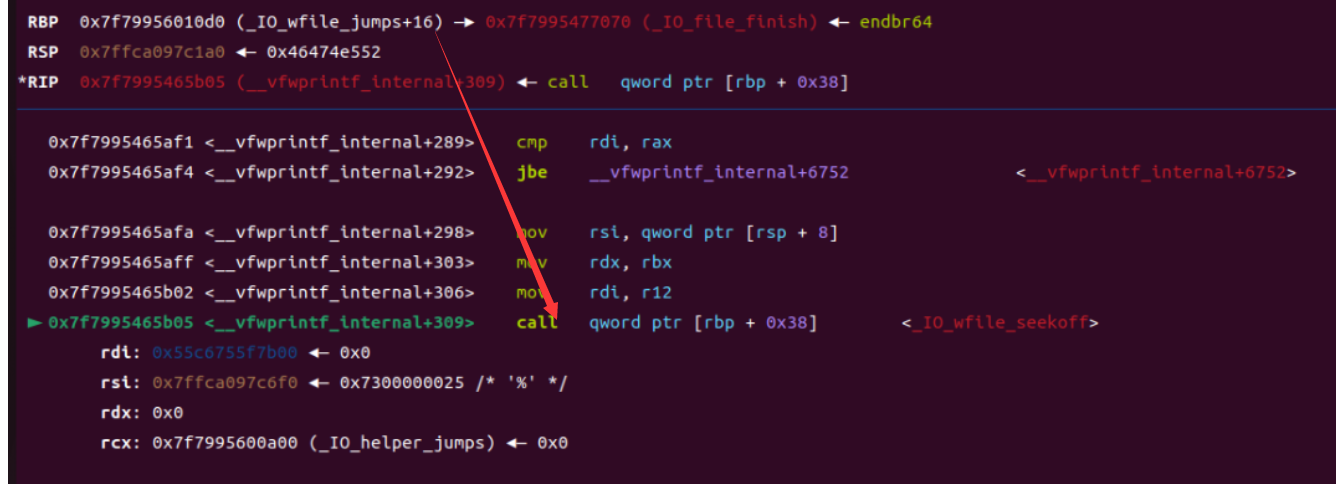 RBP 0x7f79956010d0 (_IO_wfile_jumps+16) —▸ 0x7f7995477070 (_IO_file_finish) ◂— endbr64
RSP 0x7ffca097c1a0 ◂— 0x46474e552
*RIP 0x7f7995465b05 (__vfwprintf_internal+309) ◂— call qword ptr [rbp + 0x38]
0x7f7995465af1 <__vfwprintf_internal+289> cmp rdi, rax
0x7f7995465af4 <__vfwprintf_internal+292> jbe __vfwprintf_internal+6752 <__vfwprintf_internal+6752>
0x7f7995465afa <__vfwprintf_internal+298> mov rsi, qword ptr [rsp + 8]
0x7f7995465aff <__vfwprintf_internal+303> mov rdx, rbx
0x7f7995465b02 <__vfwprintf_internal+306> mov rdi, r12
► 0x7f7995465b05 <__vfwprintf_internal+309> call qword ptr [rbp + 0x38] <_IO_wfile_seekoff>
rdi: 0x55c6755f7b00 ◂— 0x0
rsi: 0x7ffca097c6f0 ◂— 0x7300000025 /* '%' */
rdx: 0x0
rcx: 0x7f7995600a00 (_IO_helper_jumps) ◂— 0x0